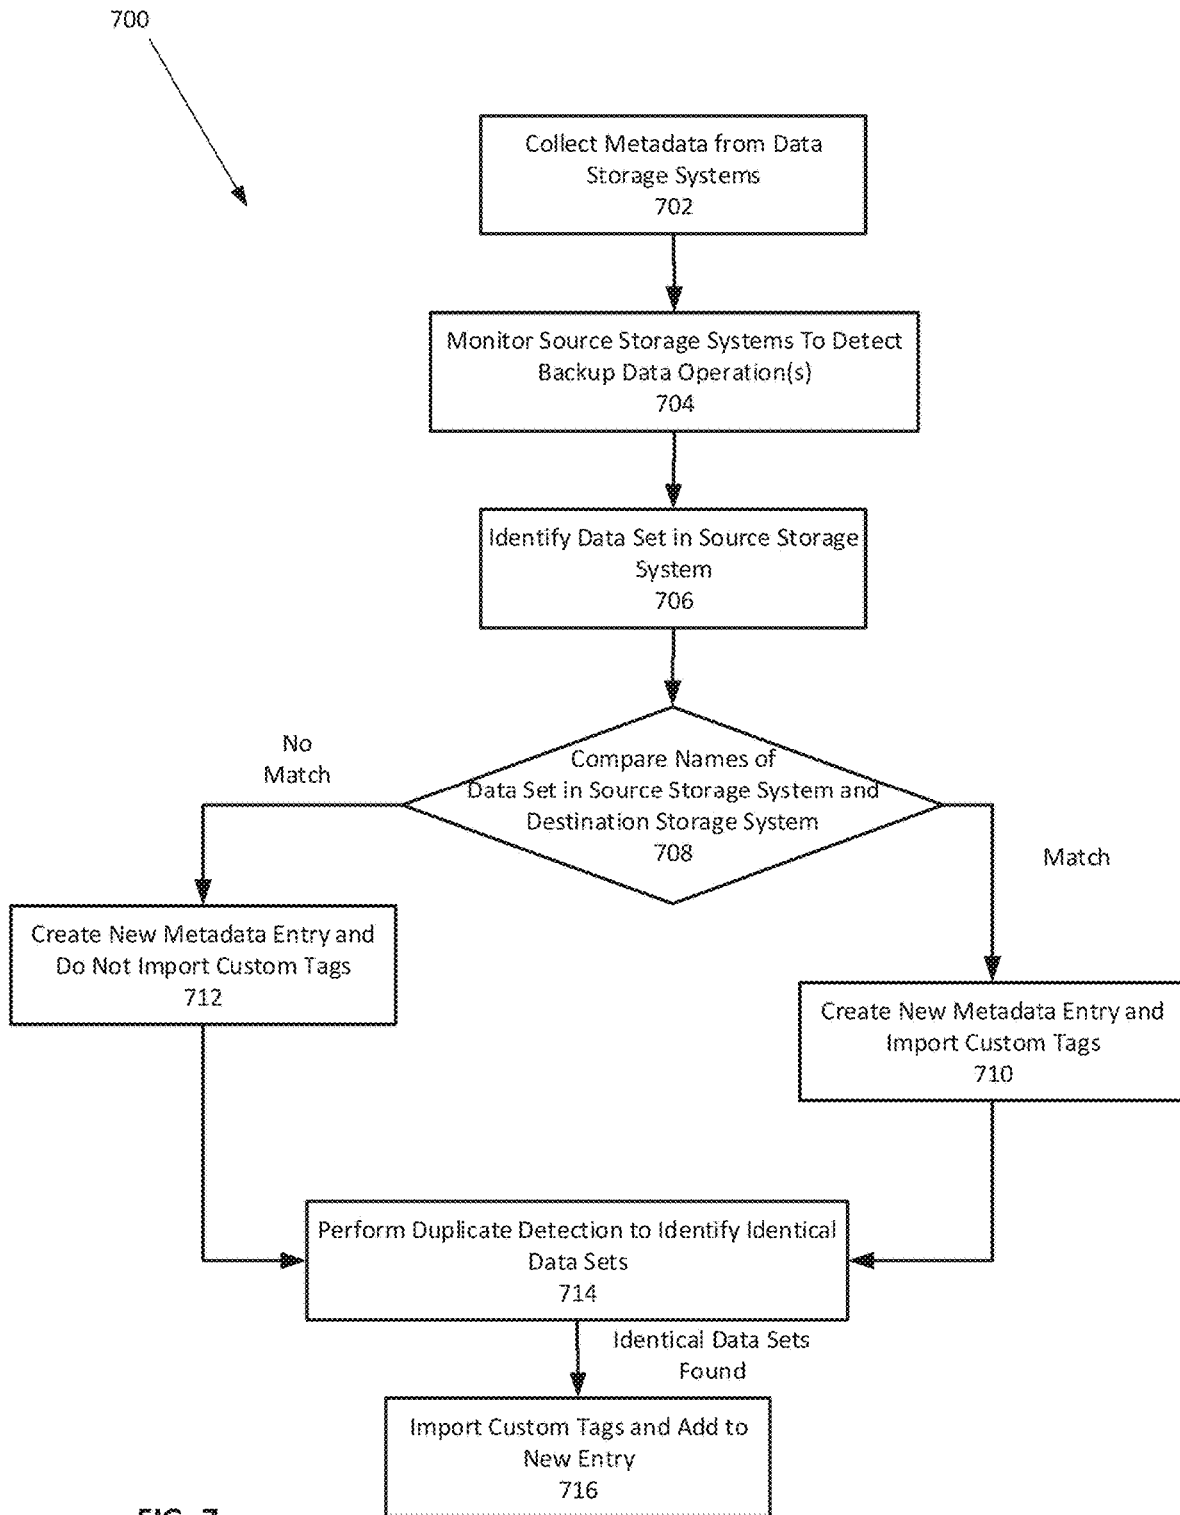 700
Collect Metadata from Data
Storage Systems
702
Monitor Source Storage Systems To Detect
Backup Data Operation(s)
704
Identify Data Set in Source Storage
System
706
Compare Names of
Data Set in Source Storage System and
Destination Storage System
708
No
Match
Match
Create New Metadata Entry and
Do Not Import Custom Tags
712
Create New Metadata Entry and
Import Custom Tags
710
Perform Duplicate Detection to Identify Identical
Data Sets
714
Identical Data Sets
Found
Import Custom Tags and Add to
New Entry
716
FIG. 7